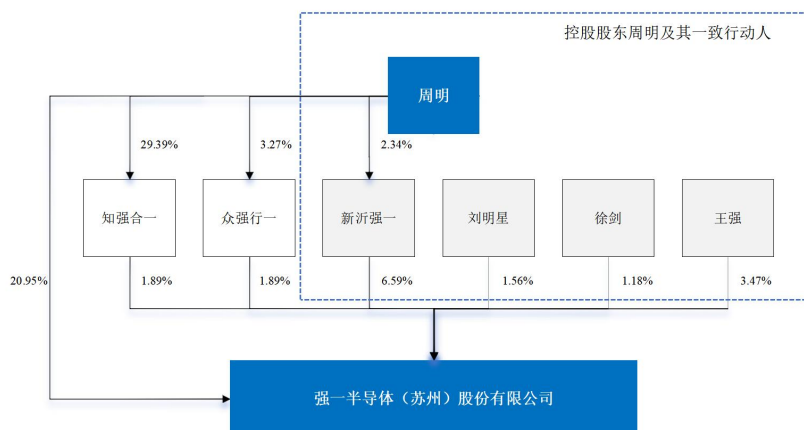 控股股东周明及其一致行动人
周明
29.39%
3.27%
2.34%
知强合一
众强行一
新沂强一
刘明星
徐剑
王强
20.95%
1.89%
1.89%
6.59%
1.56%
1.18%
3.47%
强一半导体（苏州）股份有限公司